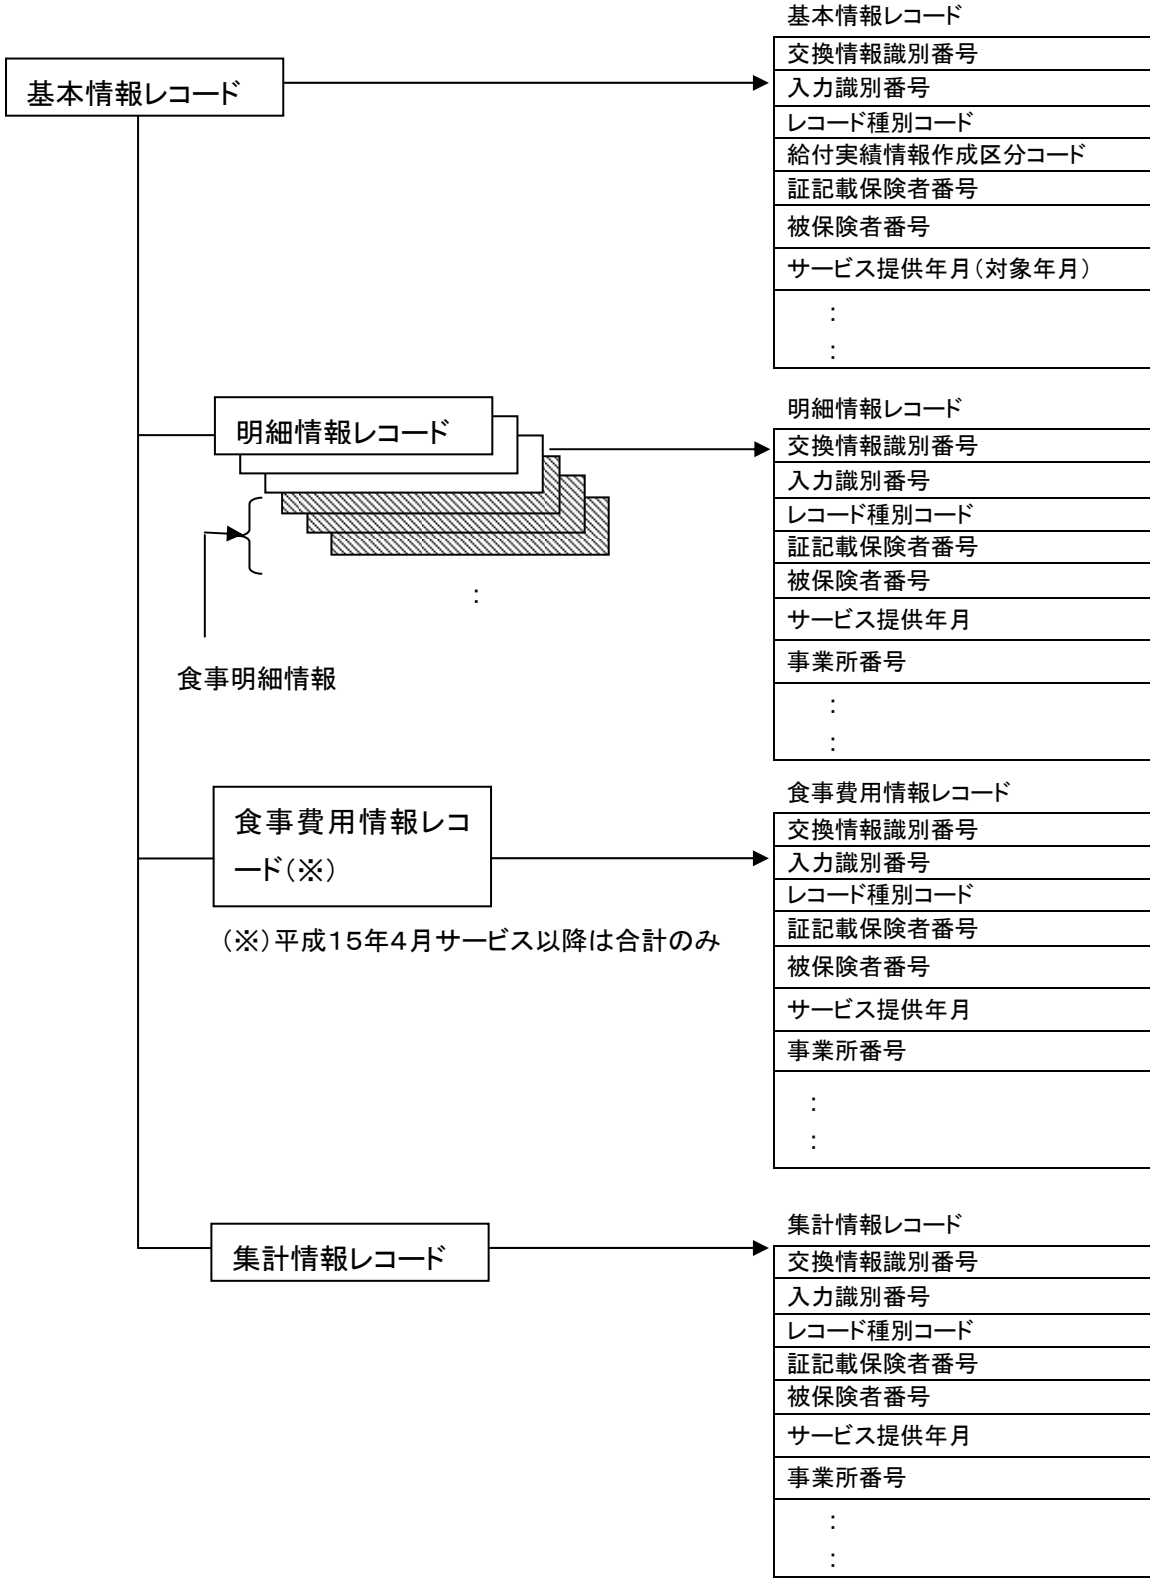 基本情報レコード
基本情報レコード
交換情報識別番号
入力識別番号
レコード種別コード
給付実績情報作成区分コード
証記載保険者番号
被保険者番号
サービス提供年月(対象年月)
:
:
明細情報レコード
食事明細情報
:
明細情報レコード
交換情報識別番号
入力識別番号
レコード種別コード
証記載保険者番号
被保険者番号
サービス提供年月
事業所番号
:
:
食事費用情報レコ
ード(※)
(※)平成15年4月サービス以降は合計のみ
食事費用情報レコード
交換情報識別番号
入力識別番号
レコード種別コード
証記載保険者番号
被保険者番号
サービス提供年月
事業所番号
:
:
集計情報レコード
集計情報レコード
交換情報識別番号
入力識別番号
レコード種別コード
証記載保険者番号
被保険者番号
サービス提供年月
事業所番号
:
: